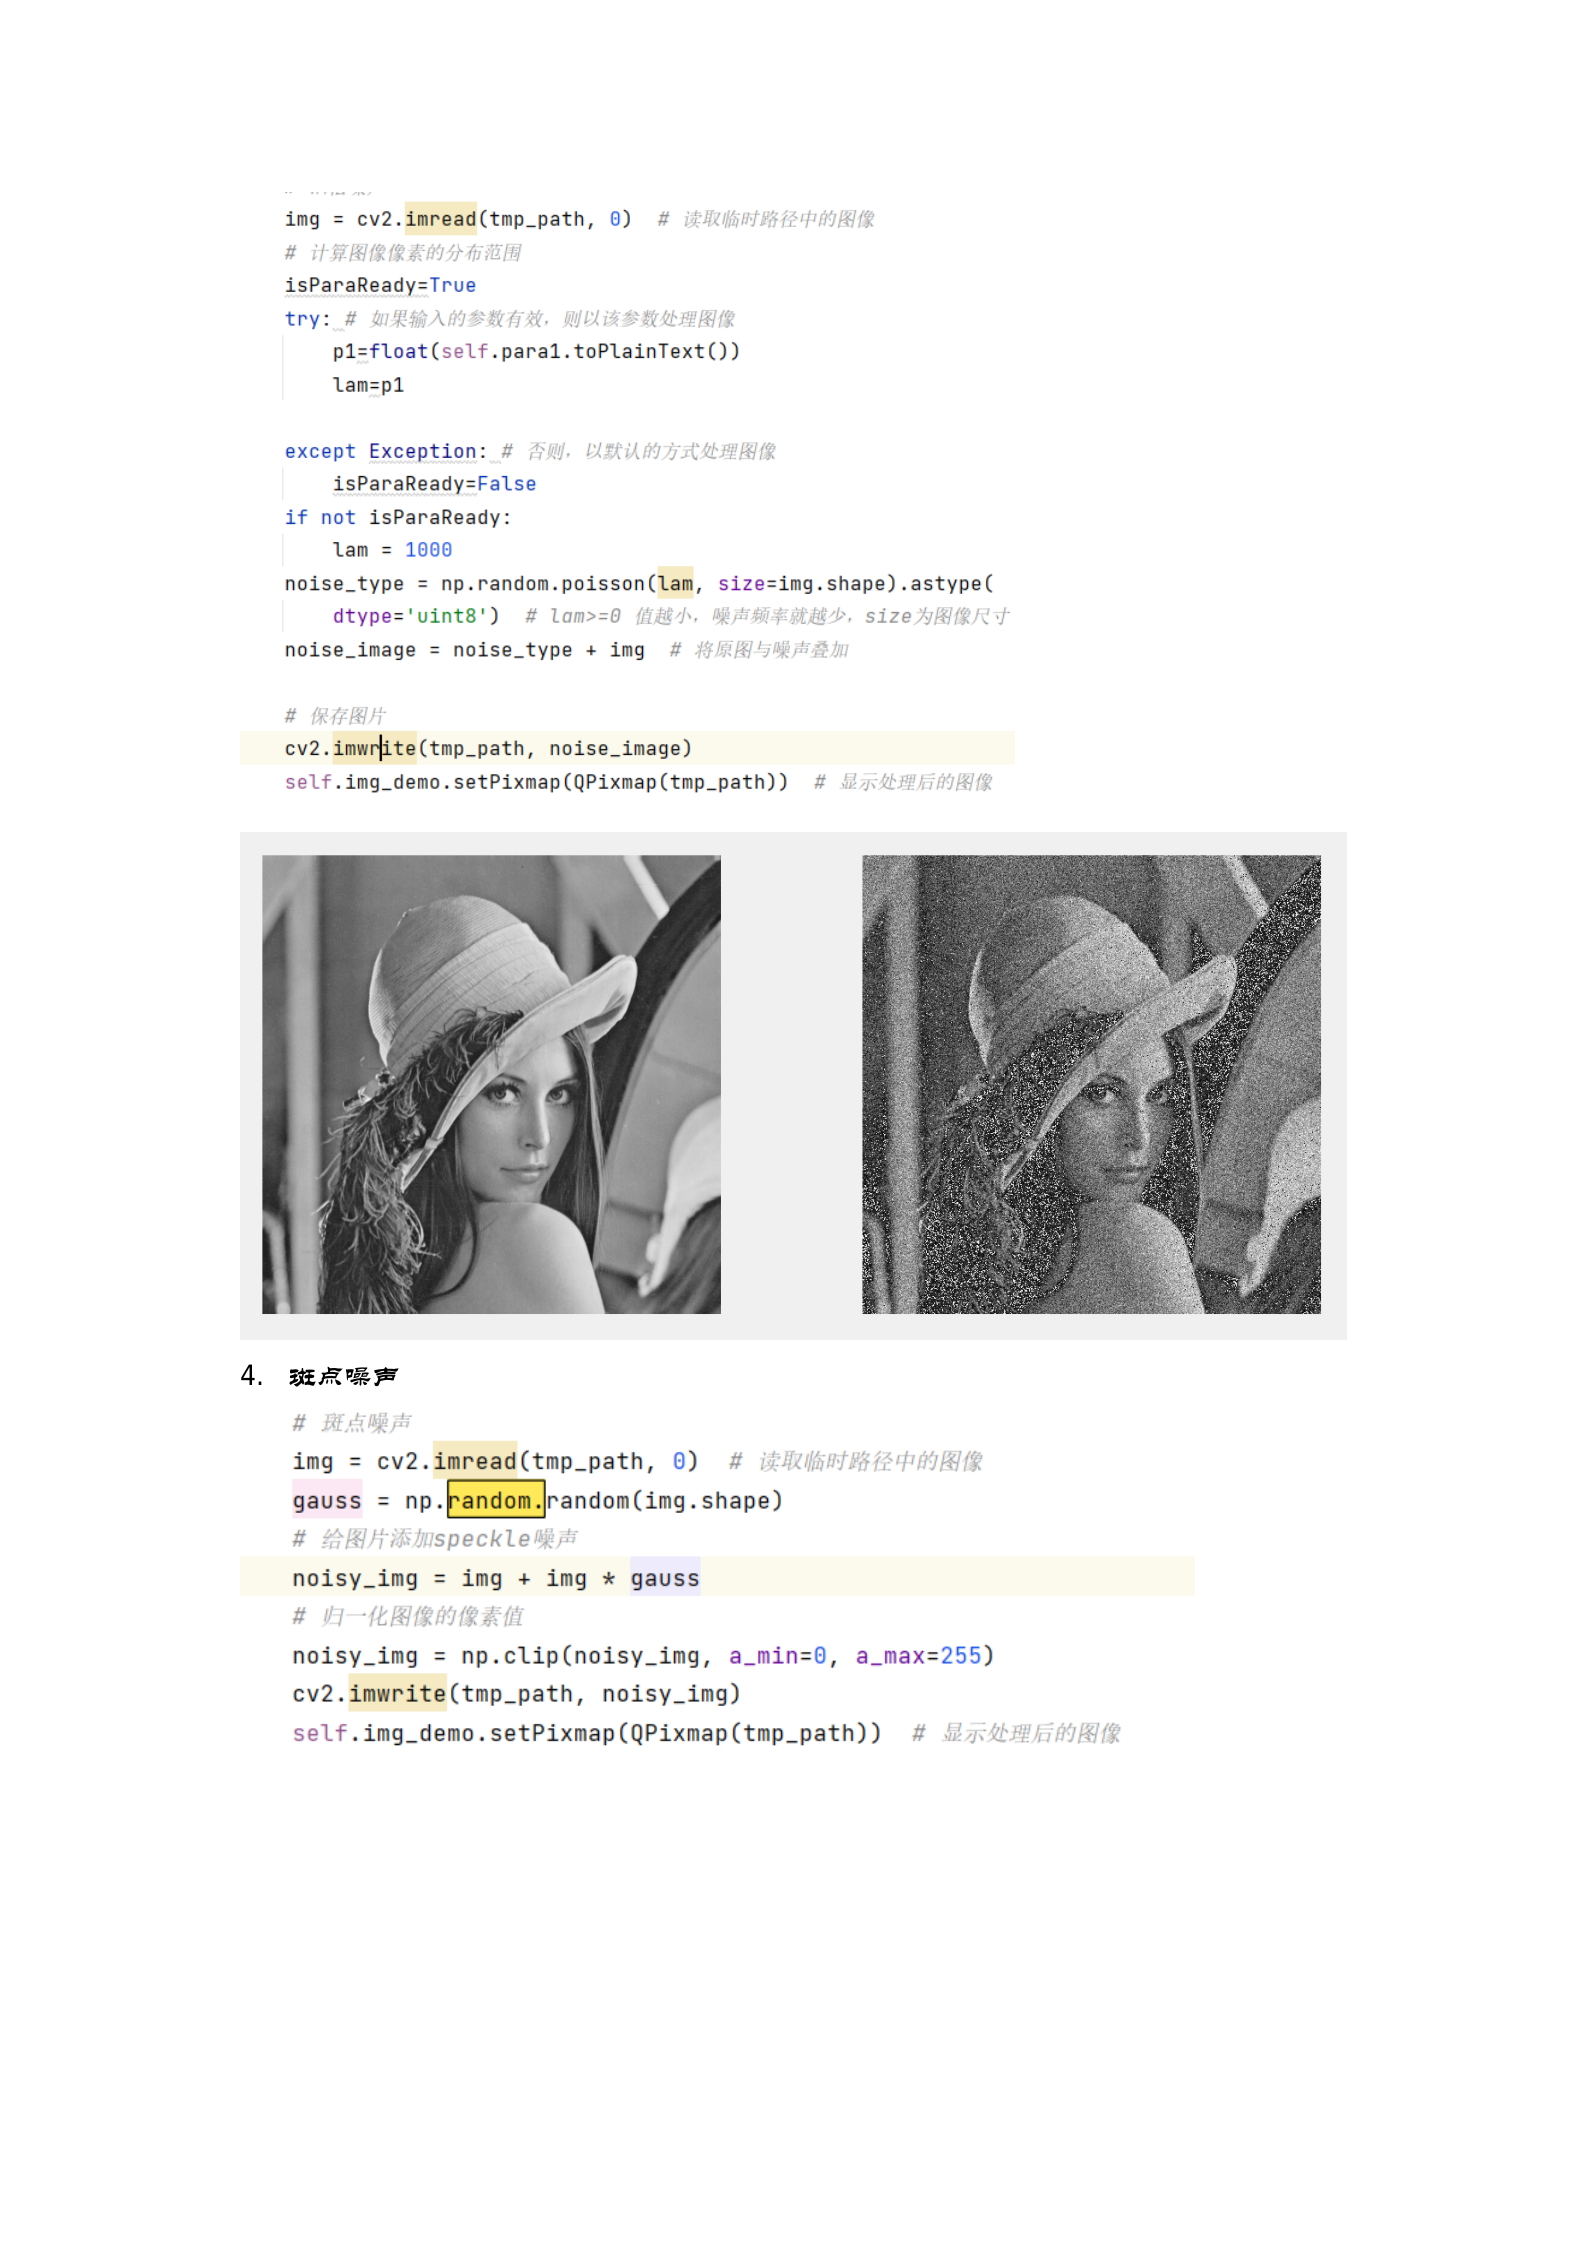 img = cv2.imread(tmp_path, 0)  # 读取临时路径中的图像
# 计算图像像素的分布范围
isParaReady=True
try: # 如果输入的参数有效，则以该参数处理图像
    p1=float(self.para1.toPlainText())
    lam=p1
except Exception: # 否则，以默认的方式处理图像
    isParaReady=False
if not isParaReady:
    lam = 1000
noise_type = np.random.poisson(lam, size=img.shape).astype(
    dtype='uint8')  # lam>=0 值越小，噪声频率就越少，size为图像尺寸
noise_image = noise_type + img  # 将原图与噪声叠加
# 保存图片
cv2.imwrite(tmp_path, noise_image)
self.img_demo.setPixmap(QPixmap(tmp_path))  # 显示处理后的图像
4. 斑点噪声
# 斑点噪声
img = cv2.imread(tmp_path, 0)  # 读取临时路径中的图像
gauss = np.random.random(img.shape)
# 给图片添加speckle噪声
noisy_img = img + img * gauss
# 归一化图像的像素值
noisy_img = np.clip(noisy_img, a_min=0, a_max=255)
cv2.imwrite(tmp_path, noisy_img)
self.img_demo.setPixmap(QPixmap(tmp_path))  # 显示处理后的图像